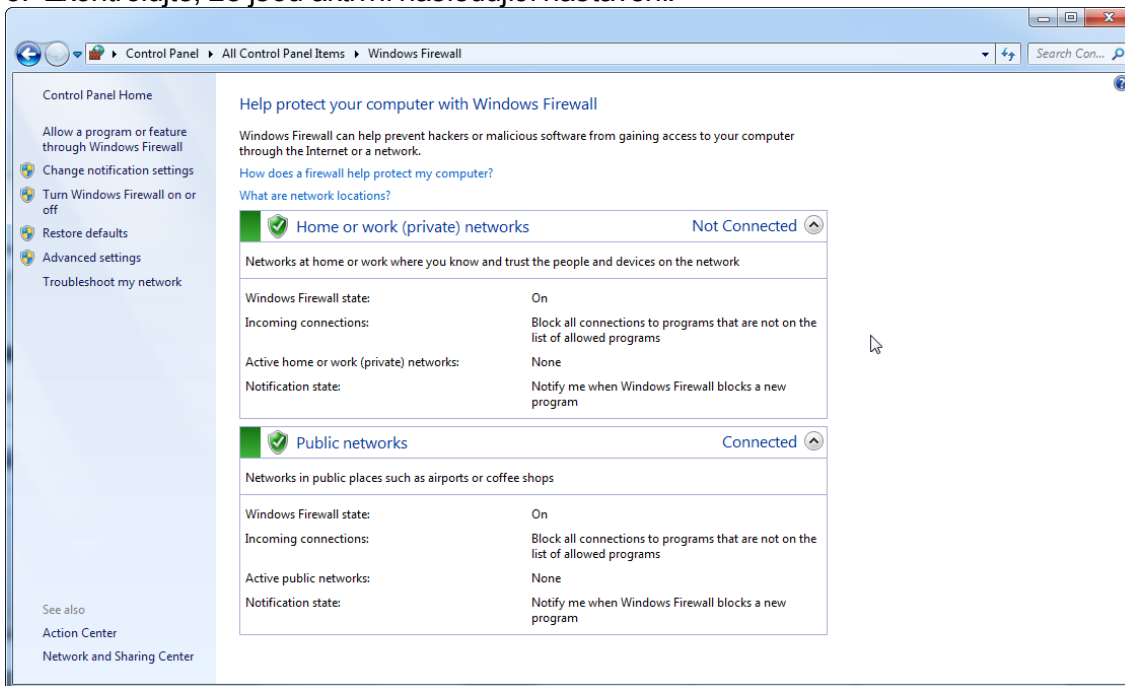 Zkontrolujte, že jsou aktivní následující nastavení:
Control Panel ▸ All Control Panel Items ▸ Windows Firewall
Search Con...
Control Panel Home
Allow a program or feature
through Windows Firewall
Change notification settings
Turn Windows Firewall on or
off
Restore defaults
Advanced settings
Troubleshoot my network
See also
Action Center
Network and Sharing Center
Help protect your computer with Windows Firewall
Windows Firewall can help prevent hackers or malicious software from gaining access to your computer
through the Internet or a network.
How does a firewall help protect my computer?
What are network locations?
Home or work (private) networks Not Connected
Networks at home or work where you know and trust the people and devices on the network
Windows Firewall state: On
Incoming connections: Block all connections to programs that are not on the
list of allowed programs
Active home or work (private) networks: None
Notification state: Notify me when Windows Firewall blocks a new
program
Public networks Connected
Networks in public places such as airports or coffee shops
Windows Firewall state: On
Incoming connections: Block all connections to programs that are not on the
list of allowed programs
Active public networks: None
Notification state: Notify me when Windows Firewall blocks a new
program